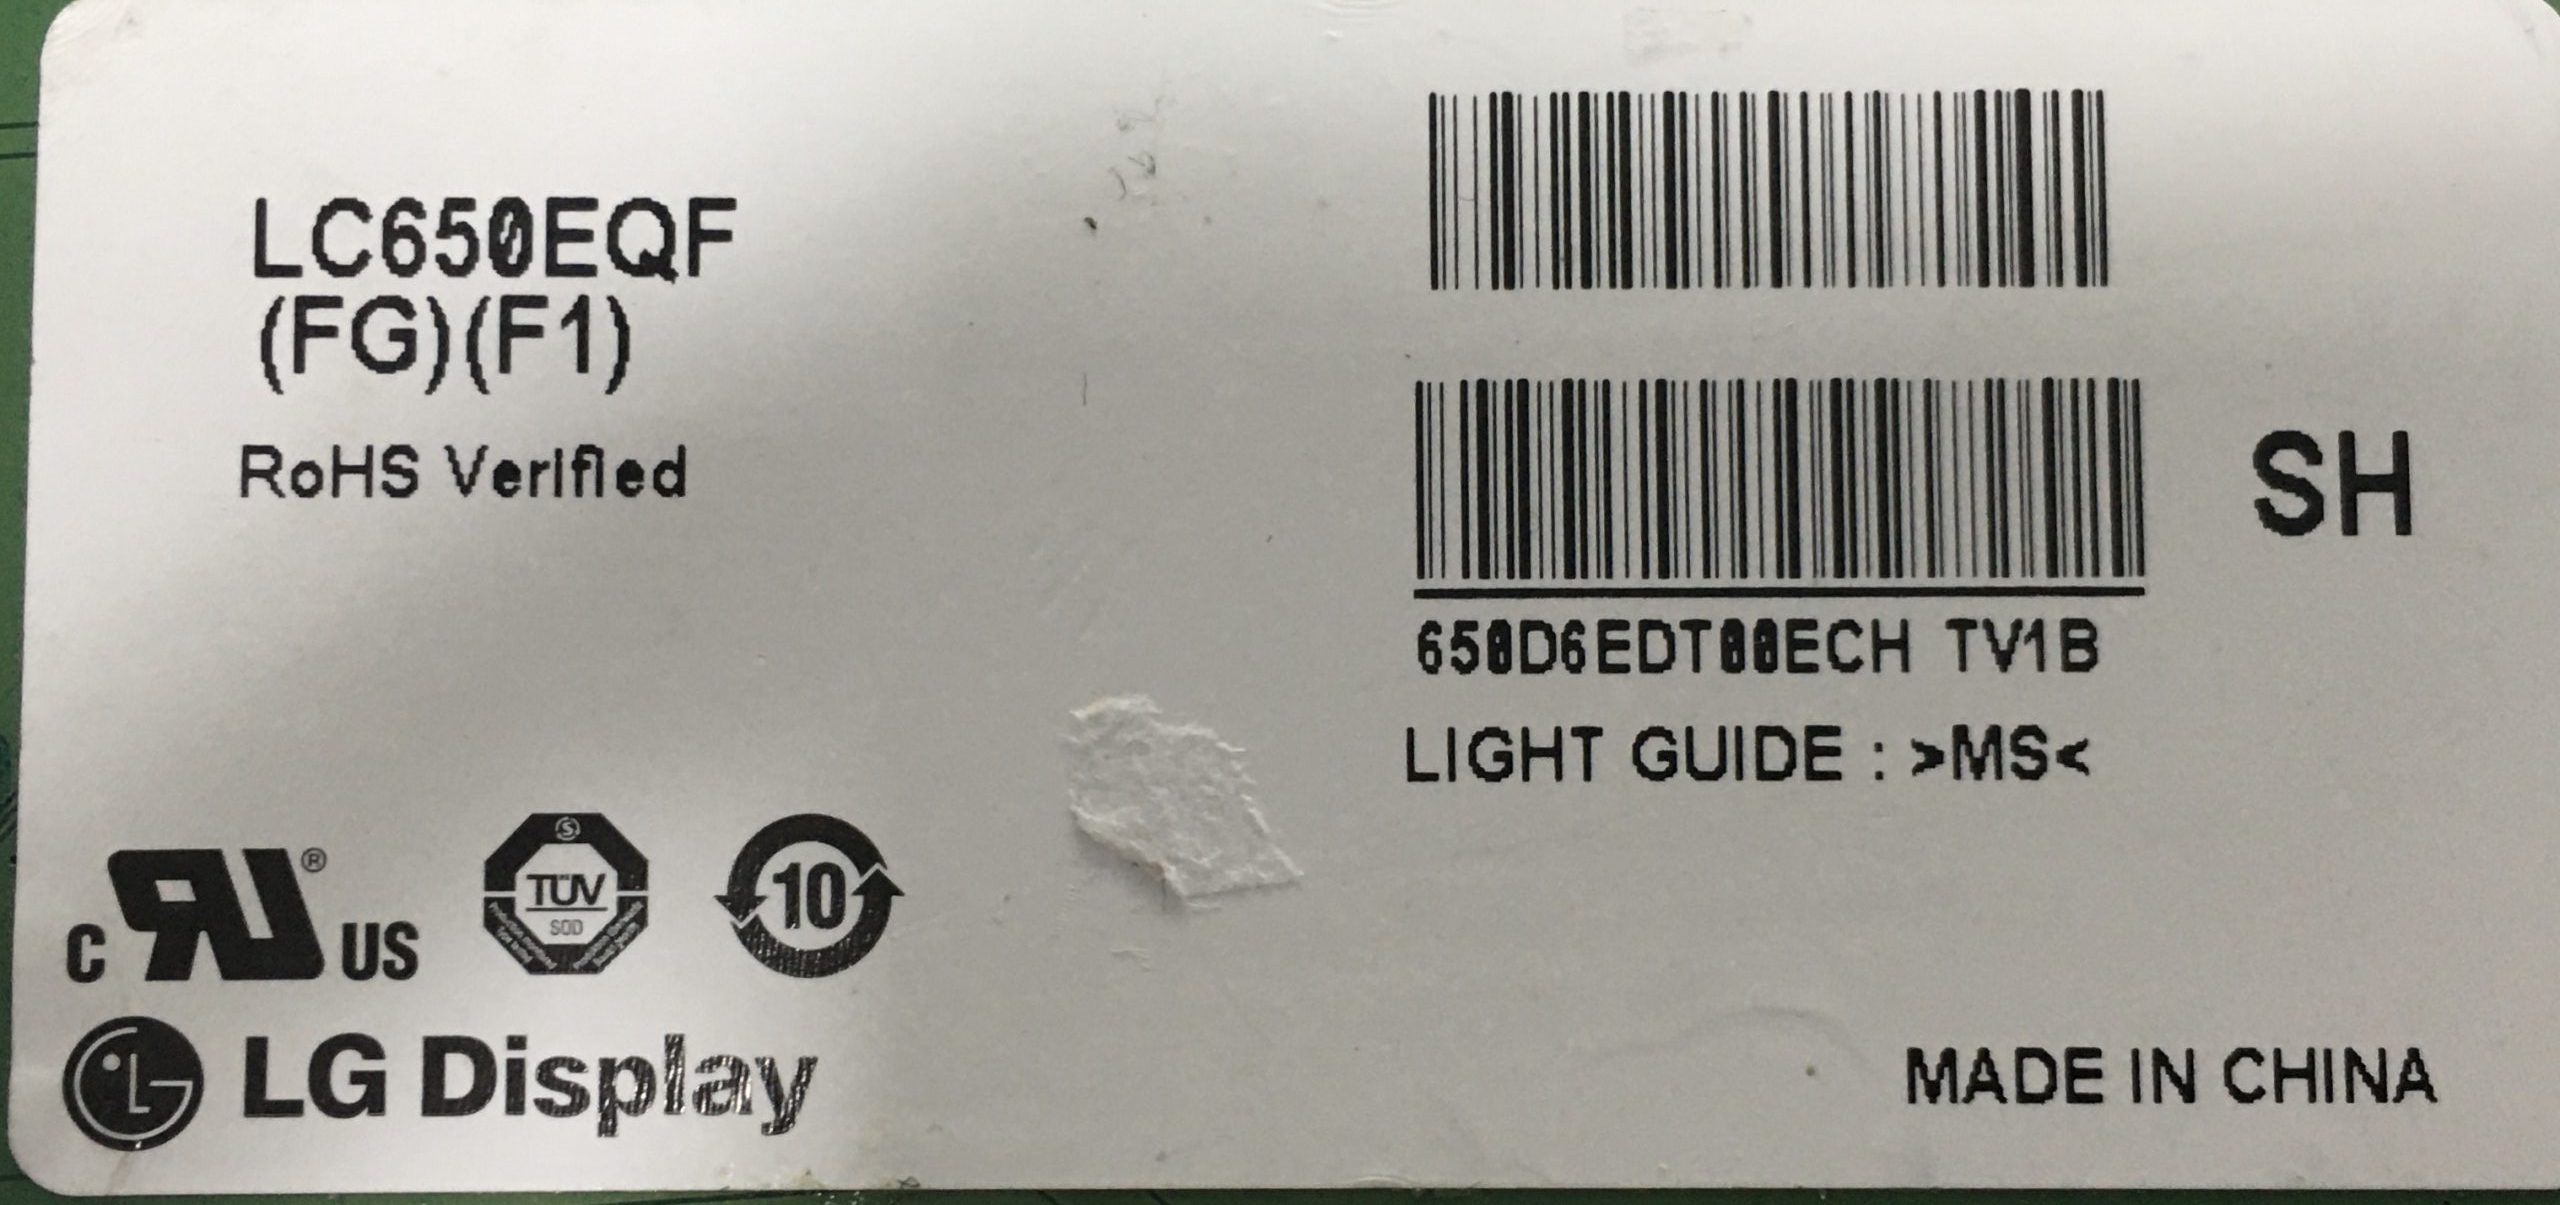 LC650EQF
(FG)(F1)
RoHS Verified
SH
650D6EDT00ECH TV1B
LIGHT GUIDE : >MS<
c RU ® US
TÜV
SÜD
10
LG Display
MADE IN CHINA